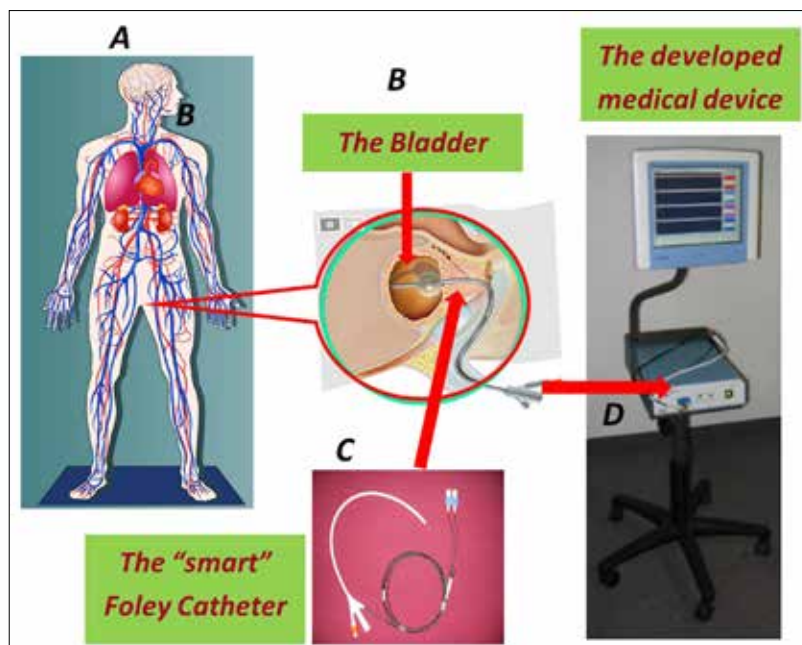 A
B
B
The Bladder
The developed
medical device
C
D
The “smart”
Foley Catheter